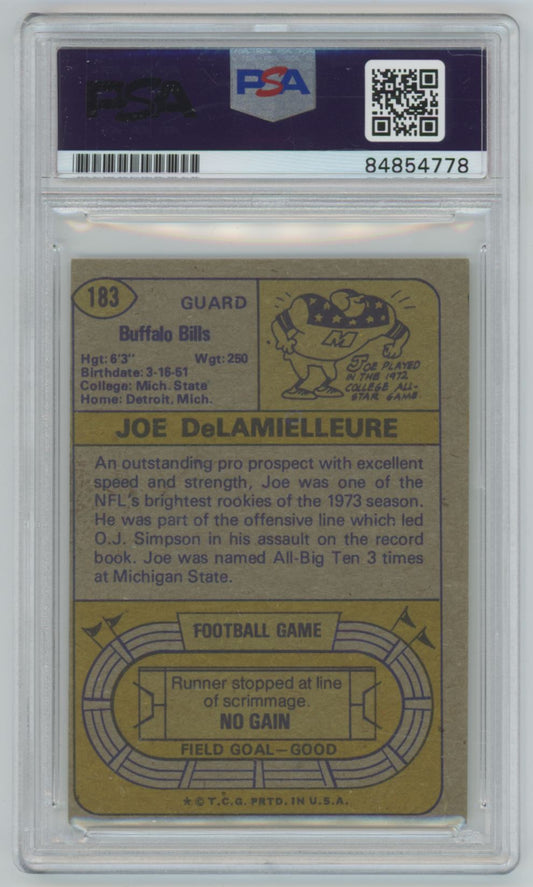 PSA
PSA
84854778
183
GUARD
Buffalo Bills
Hgt: 6'3" Wgt: 250
Birthdate: 3-16-51
College: Mich. State
Home: Detroit, Mich.
M
JOE PLAYED
IN THE 1972
COLLEGE ALL-
STAR GAME
JOE DeLAMIELLEURE
An outstanding pro prospect with excellent
speed and strength, Joe was one of the
NFL's brightest rookies of the 1973 season.
He was part of the offensive line which led
O.J. Simpson in his assault on the record
book. Joe was named All-Big Ten 3 times
at Michigan State.
FOOTBALL GAME
Runner stopped at line
of scrimmage.
NO GAIN
FIELD GOAL—GOOD
★ © T.C.G. PRTD. IN U.S.A.